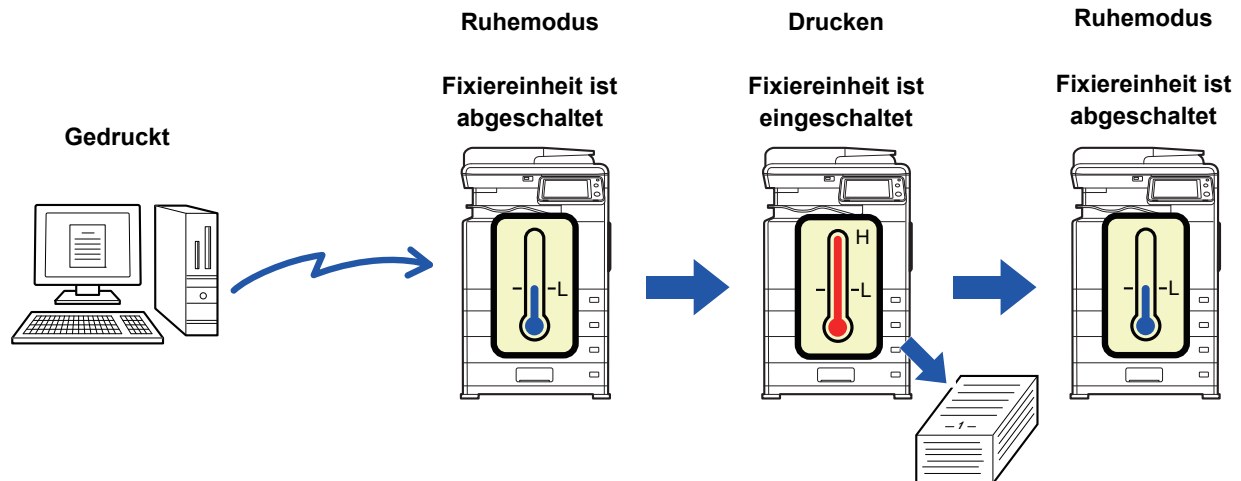 Ruhemodus
Drucken
Ruhemodus
Fixiereinheit ist
abgeschaltet
Fixiereinheit ist
eingeschaltet
Fixiereinheit ist
abgeschaltet
Gedruckt
L
H
L
L
–1–